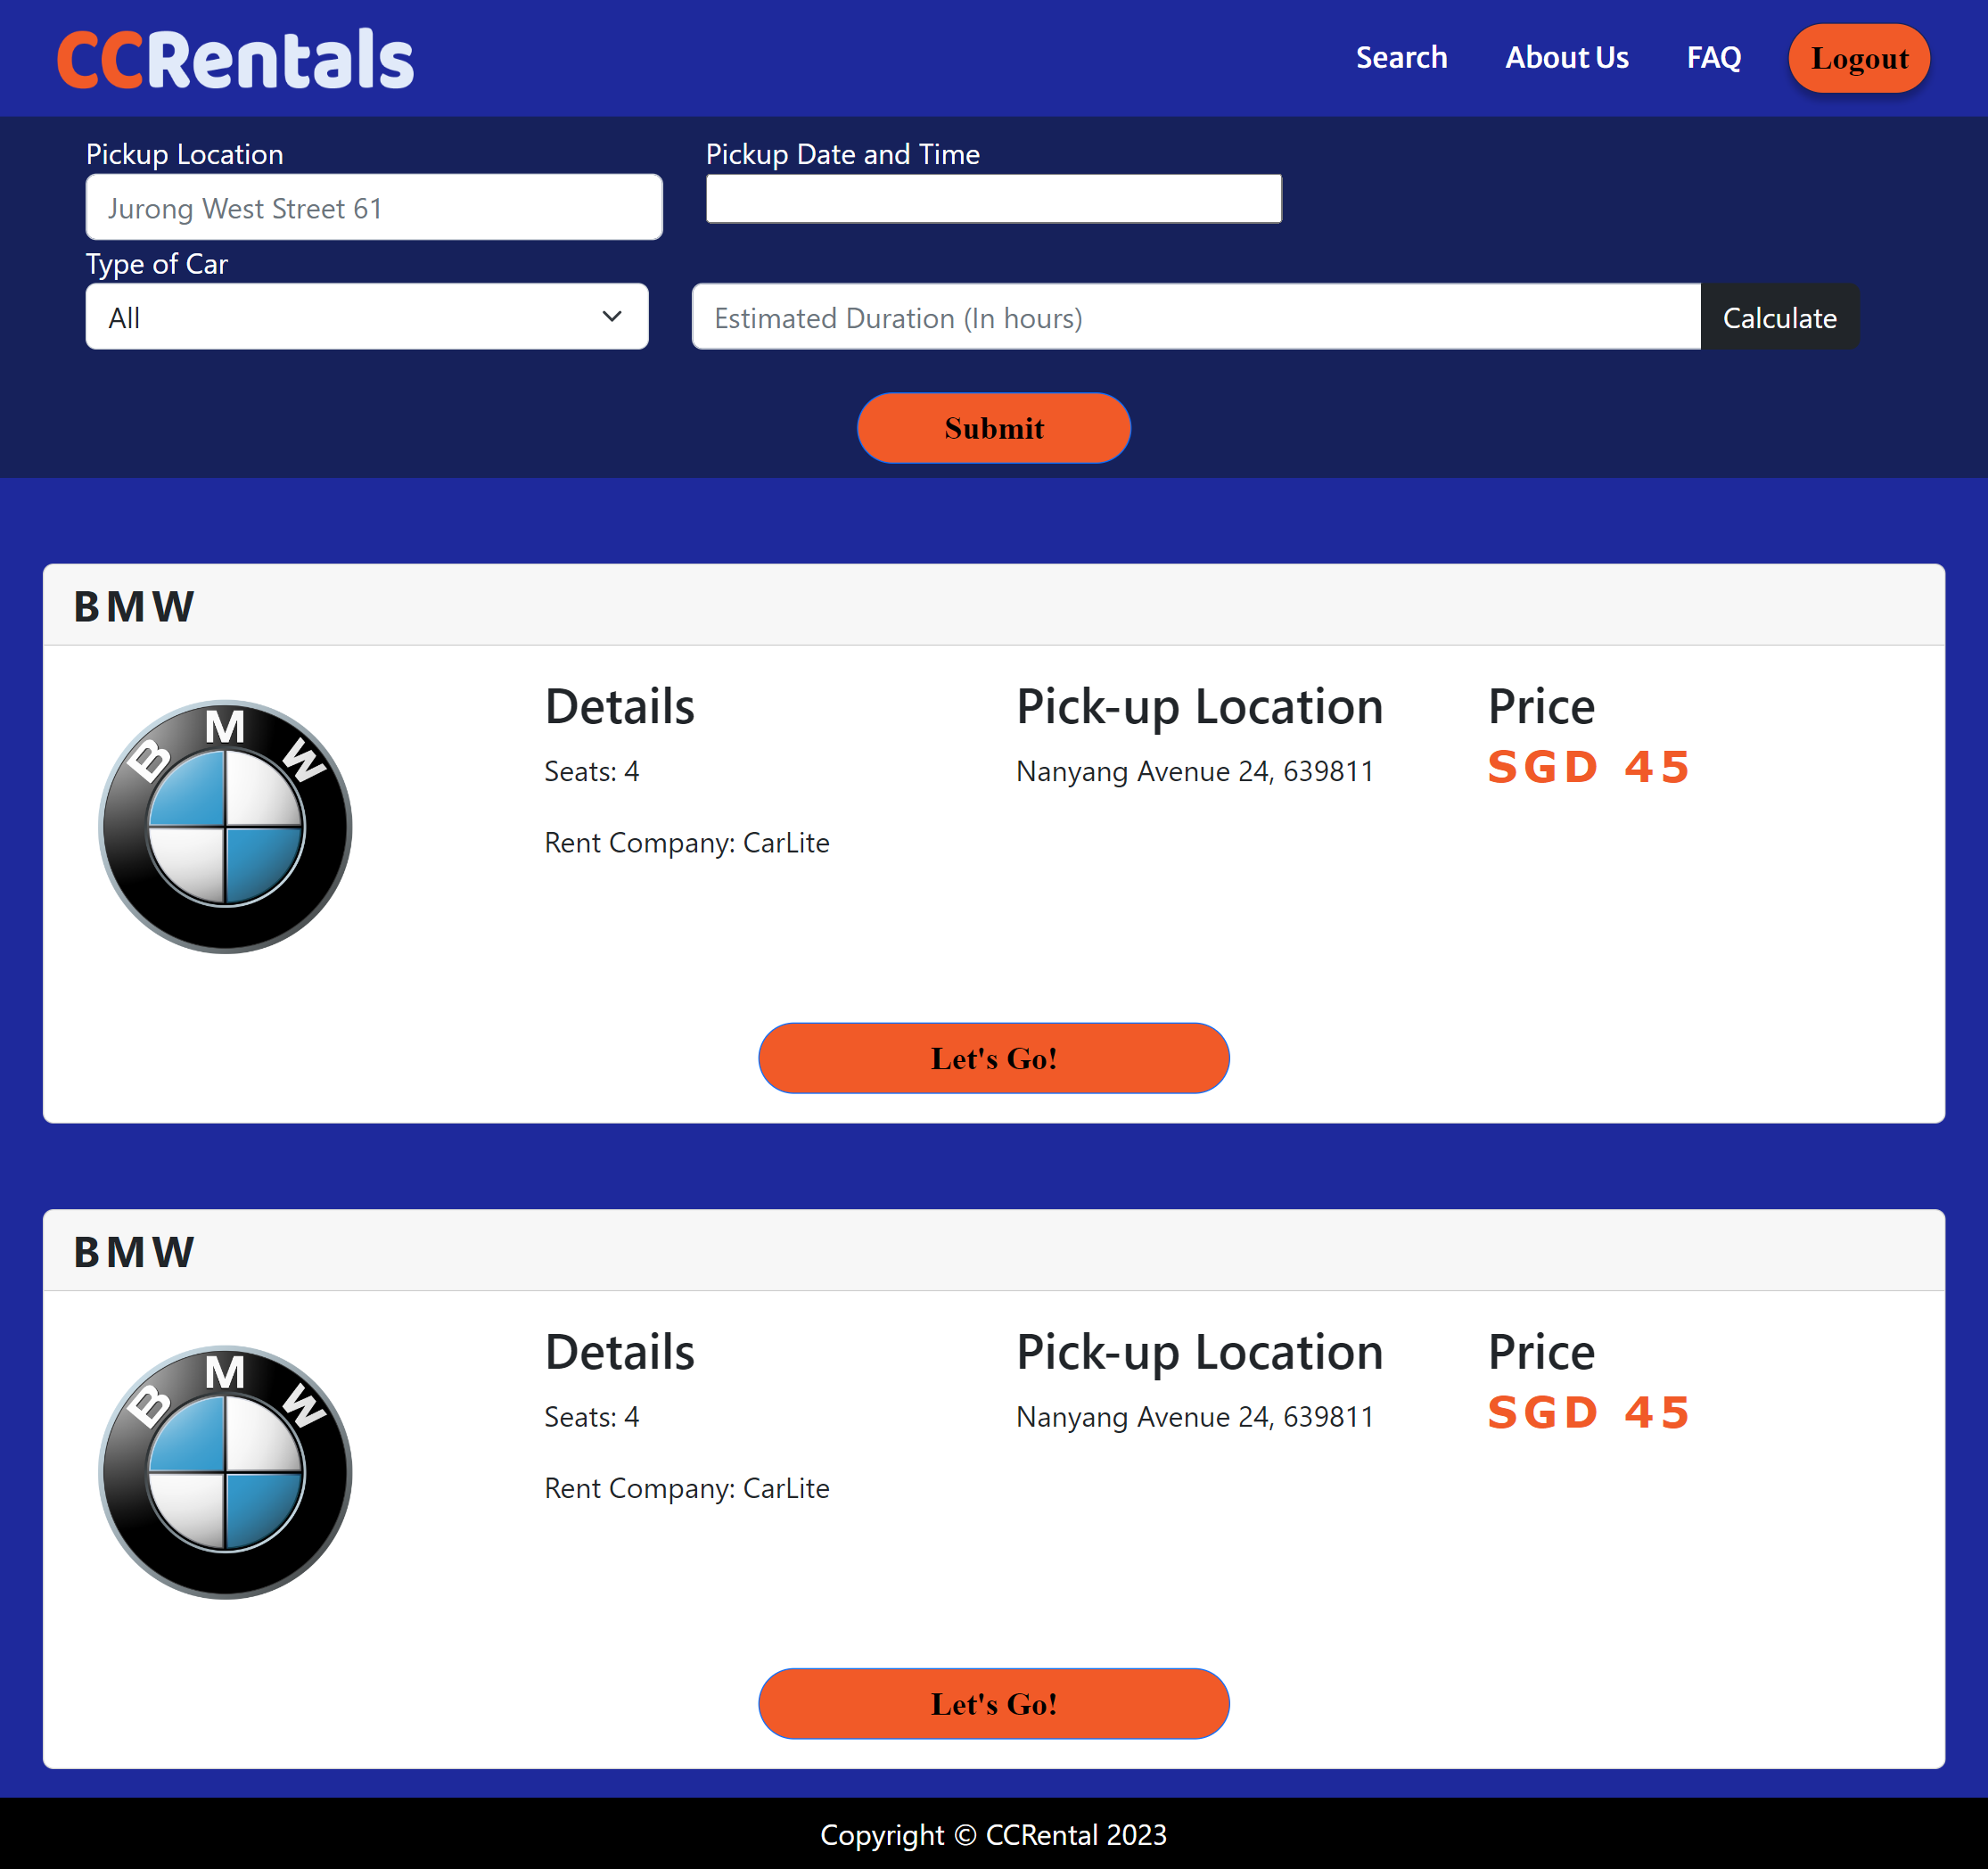 CCRentals
Search About Us FAQ Logout
Pickup Location
Pickup Date and Time
Jurong West Street 61
Type of Car
All
Estimated Duration (In hours)
Calculate
Submit
BMW
B M W
Details
Seats: 4
Rent Company: CarLite
Pick-up Location
Nanyang Avenue 24, 639811
Price
SGD 45
Let's Go!
BMW
B M W
Details
Seats: 4
Rent Company: CarLite
Pick-up Location
Nanyang Avenue 24, 639811
Price
SGD 45
Let's Go!
Copyright © CCRental 2023